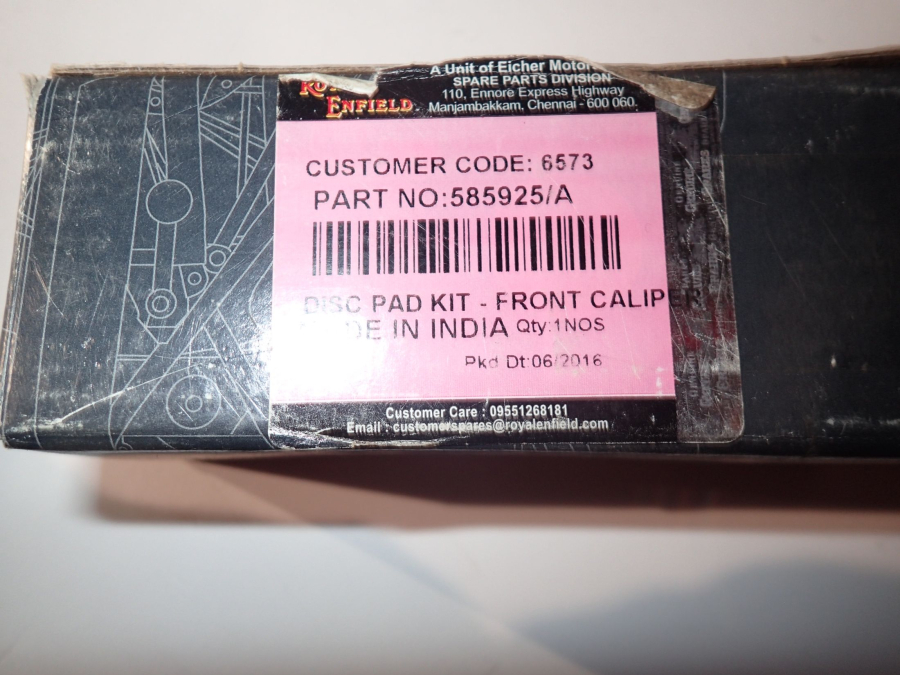 A Unit of Eicher Motor
SPARE PARTS DIVISION
ENFIELD
110, Ennore Express Highway
Manjambakkam, Chennai - 600 060.
CUSTOMER CODE: 6573
PART NO:585925/A
DISC PAD KIT - FRONT CALIPER
IN INDIA Qty:1NOS
Pkd Dt:06/2016
Customer Care : 09551268181
Email : customerspares@royalenfield.com